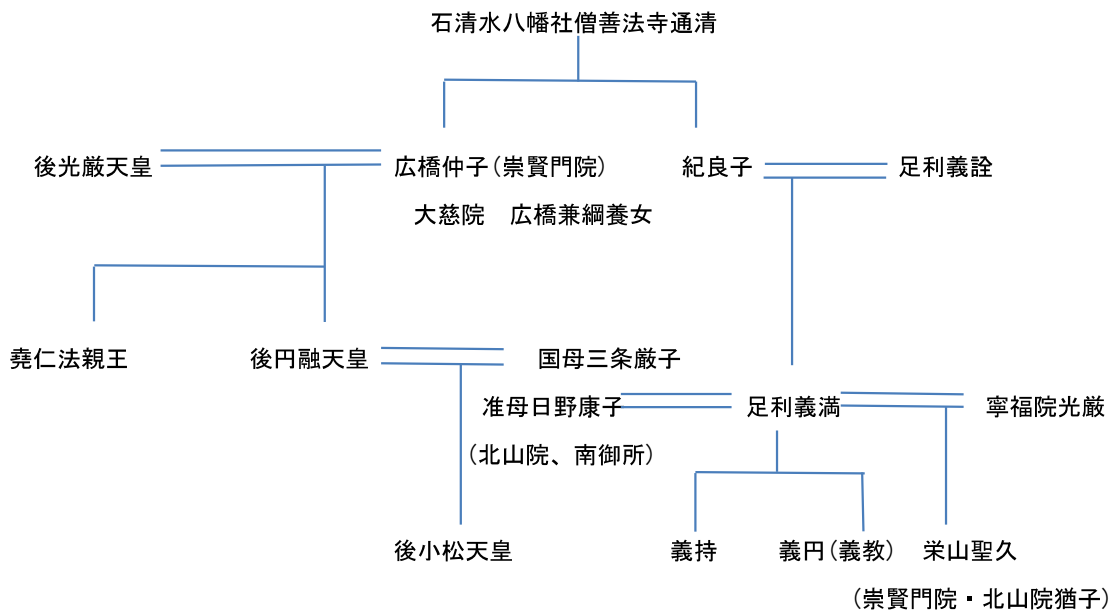 石清水八幡社僧善法寺通清
後光厳天皇
広橋仲子(崇賢門院)
紀良子
足利義詮
大慈院　広橋兼綱養女
堯仁法親王
後円融天皇
国母三条厳子
准母日野康子
足利義満
寧福院光厳
(北山院、南御所)
後小松天皇
義持
義円(義教)
栄山聖久
(崇賢門院・北山院猶子)